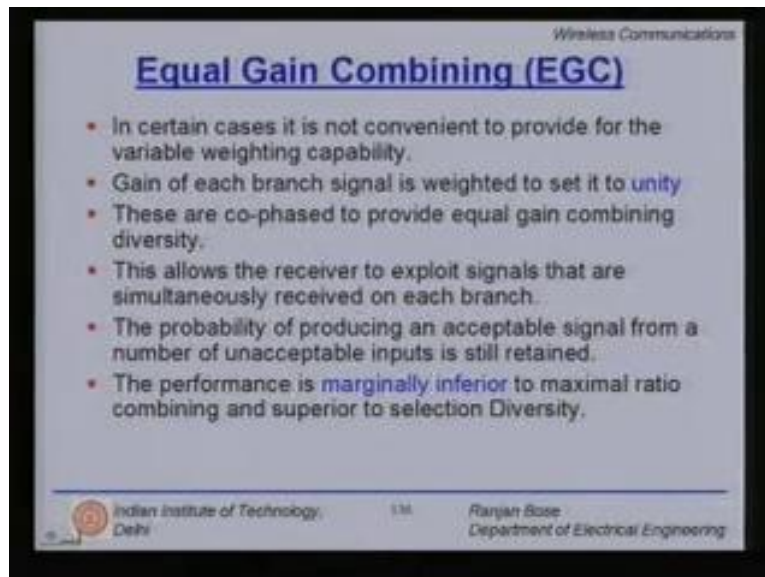 Wireless Communications
Equal Gain Combining (EGC)
• In certain cases it is not convenient to provide for the
variable weighting capability.
• Gain of each branch signal is weighted to set it to unity
• These are co-phased to provide equal gain combining
diversity.
• This allows the receiver to exploit signals that are
simultaneously received on each branch.
• The probability of producing an acceptable signal from a
number of unacceptable inputs is still retained.
• The performance is marginally inferior to maximal ratio
combining and superior to selection Diversity.
Indian Institute of Technology,
Delhi
Ranjan Bose
Department of Electrical Engineering